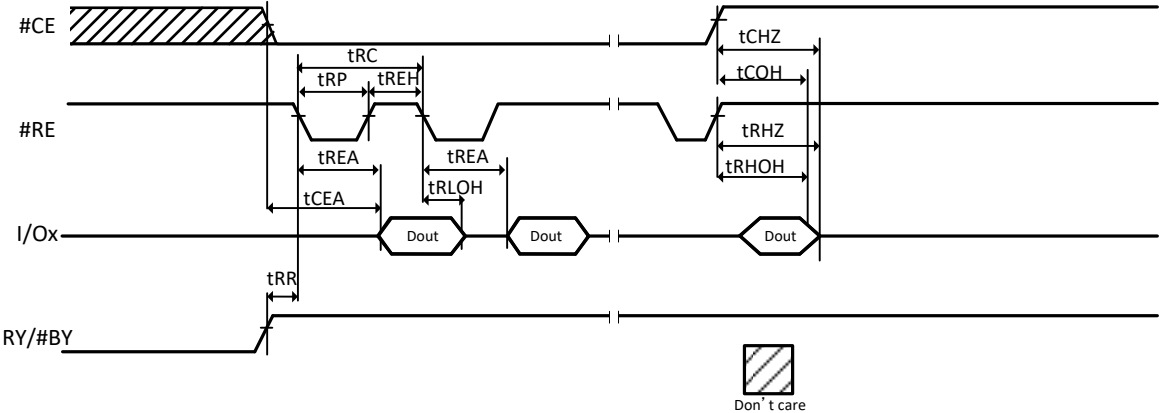 #CE
tCHZ
tRC
tCOH
tRP
tREH
#RE
tRHZ
tREA
tREA
tRHOH
tRLOH
tCEA
I/Ox
Dout
Dout
Dout
tRR
RY/#BY
Don't care